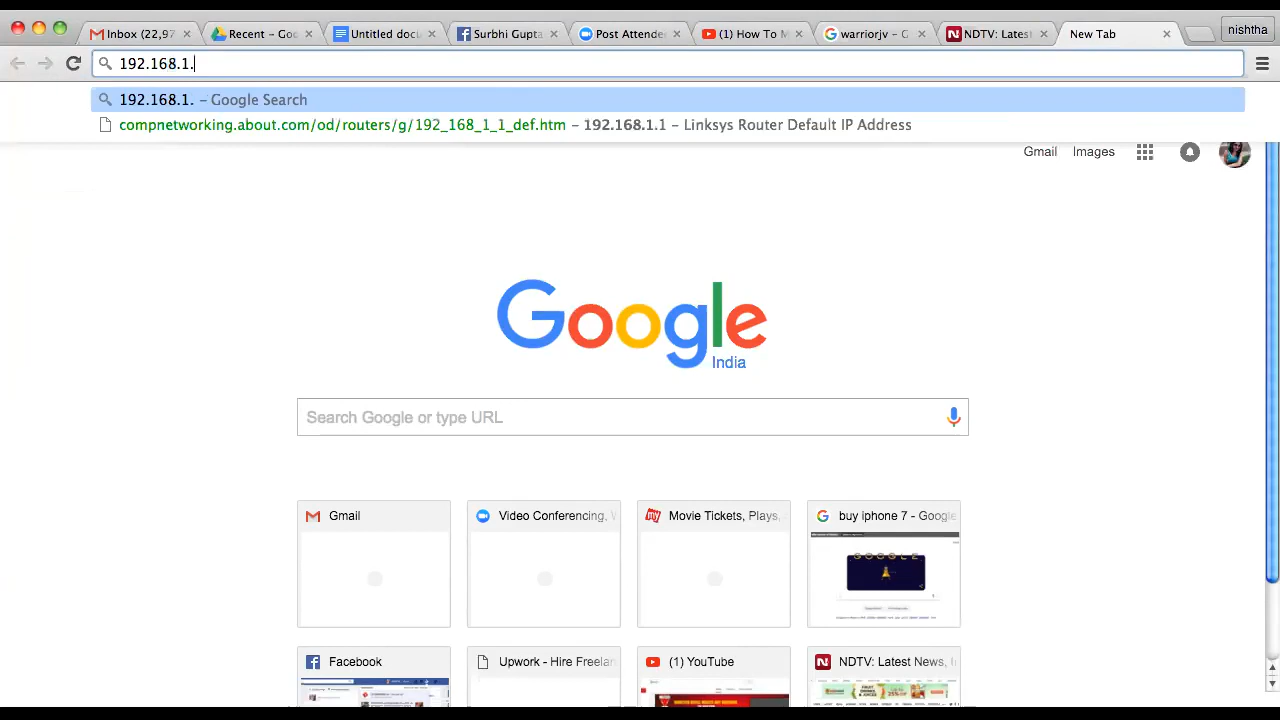 Inbox (22,97
Recent – Goo
Untitled docu
Surbhi Gupta
Post Attende
(1) How To M
warriorjv – G
NDTV: Latest
New Tab
nishtha
192.168.1.
192.168.1. – Google Search
compnetworking.about.com/od/routers/g/192_168_1_1_def.htm – 192.168.1.1 – Linksys Router Default IP Address
Gmail Images
Google
India
Search Google or type URL
Gmail
Video Conferencing, W
Movie Tickets, Plays,
buy iphone 7 - Google
GOOGLE
Facebook
Upwork - Hire Freelan
(1) YouTube
NDTV: Latest News, I